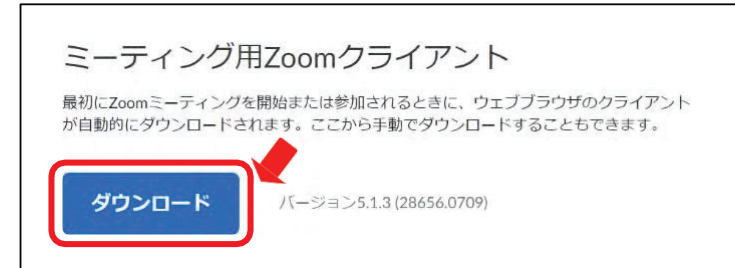 ミーティング用Zoomクライアント
最初にZoomミーティングを開始または参加されるときに、ウェブブラウザのクライアント
が自動的にダウンロードされます。ここから手動でダウンロードすることもできます。
ダウンロード
バージョン5.1.3 (28656.0709)